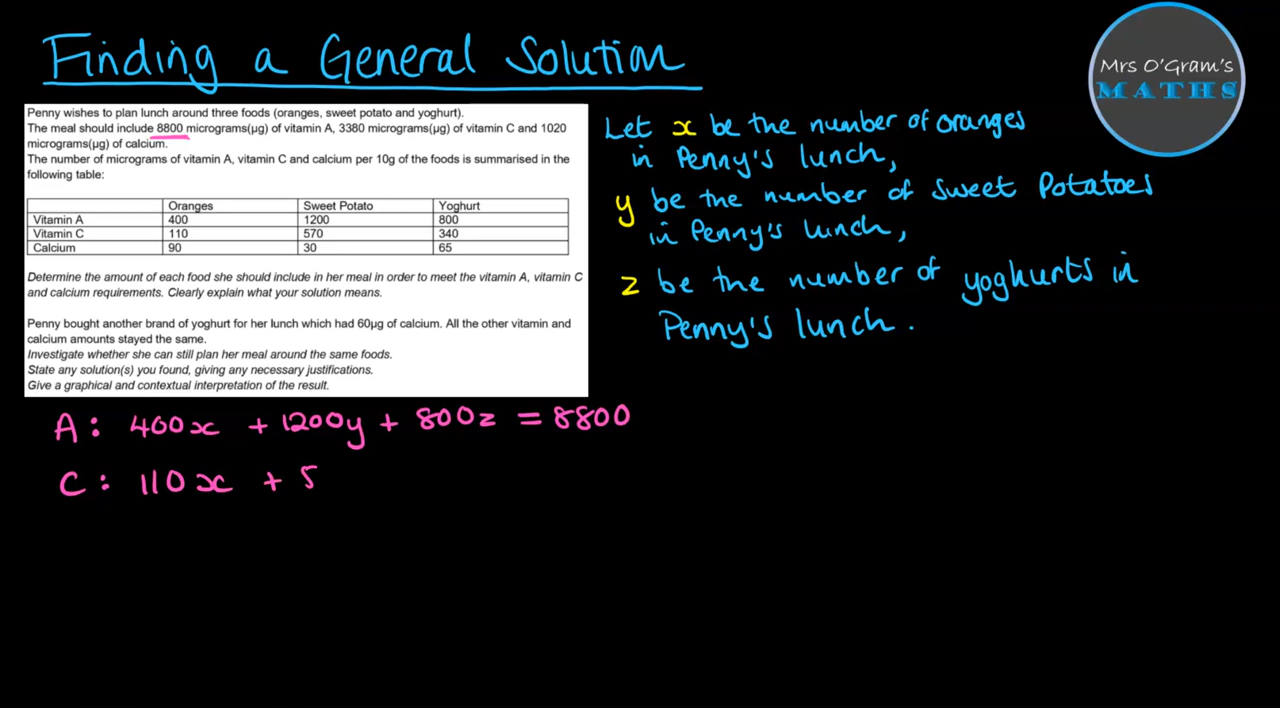 Finding a General Solution
Mrs O'Gram's
MATHS
Penny wishes to plan lunch around three foods (oranges, sweet potato and yoghurt).
The meal should include 8800 micrograms(µg) of vitamin A, 3380 micrograms(µg) of vitamin C and 1020
micrograms(µg) of calcium.
The number of micrograms of vitamin A, vitamin C and calcium per 10g of the foods is summarised in the
following table:
Oranges Sweet Potato Yoghurt
Vitamin A 400 1200 800
Vitamin C 110 570 340
Calcium 90 30 65
Determine the amount of each food she should include in her meal in order to meet the vitamin A, vitamin C
and calcium requirements. Clearly explain what your solution means.
Penny bought another brand of yoghurt for her lunch which had 60µg of calcium. All the other vitamin and
calcium amounts stayed the same.
Investigate whether she can still plan her meal around the same foods.
State any solution(s) you found, giving any necessary justifications.
Give a graphical and contextual interpretation of the result.
Let x be the number of oranges
in Penny's lunch,
y be the number of sweet Potatoes
in Penny's lunch,
z be the number of yoghurts in
Penny's lunch.
A: 400x + 1200y + 800z = 8800
C: 110x + 5